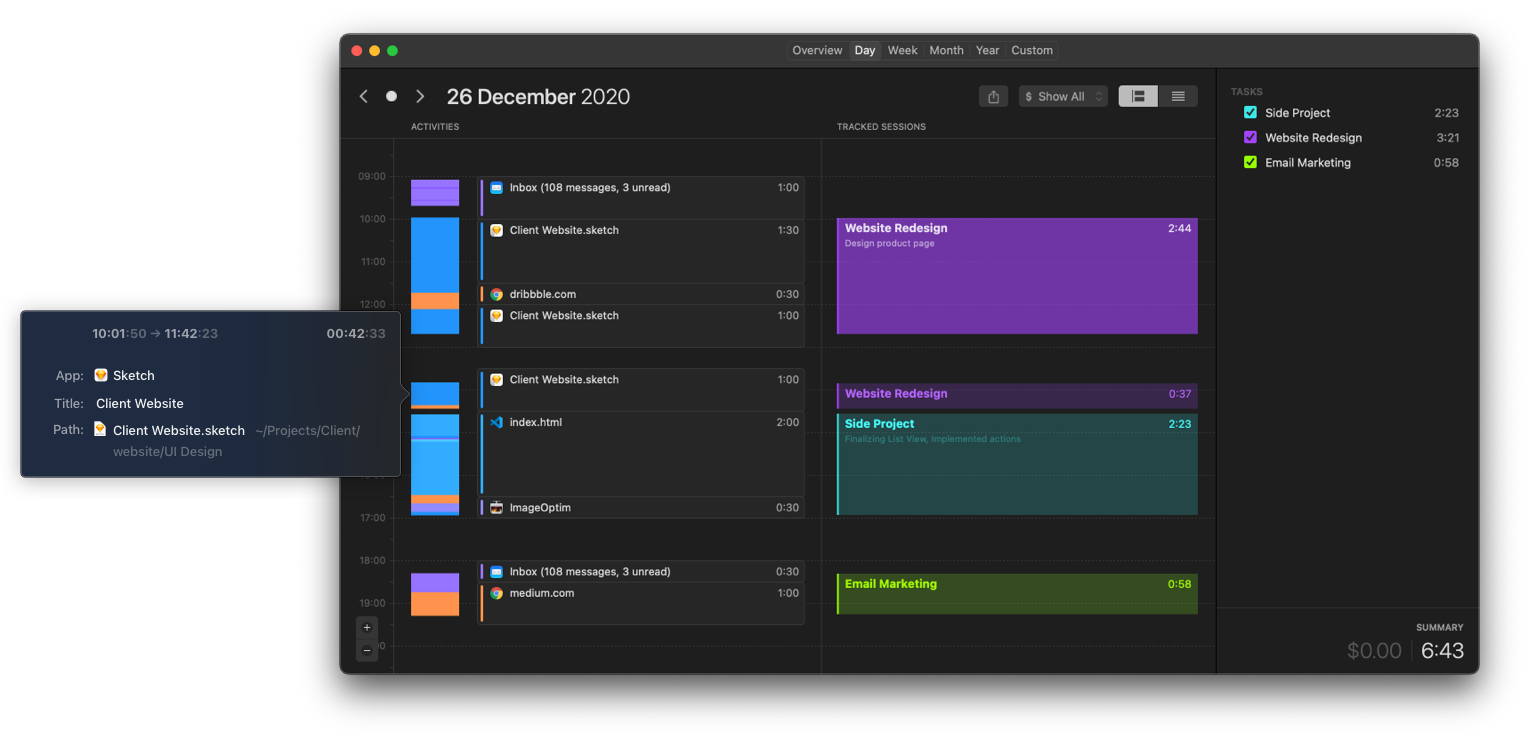 Overview Day Week Month Year Custom
26 December 2020
$ Show All
ACTIVITIES
TRACKED SESSIONS
TASKS
Side Project 2:23
Website Redesign 3:21
Email Marketing 0:58
09:00
10:00
11:00
12:00
17:00
18:00
19:00
Inbox (108 messages, 3 unread) 1:00
Client Website.sketch 1:30
dribbble.com 0:30
Client Website.sketch 1:00
Client Website.sketch 1:00
index.html 2:00
ImageOptim 0:30
Inbox (108 messages, 3 unread) 0:30
medium.com 1:00
Website Redesign 2:44
Design product page
Website Redesign 0:37
Side Project 2:23
Finalizing List View, Implemented actions
Email Marketing 0:58
10:01:50 → 11:42:23 00:42:33
App: Sketch
Title: Client Website
Path: Client Website.sketch ~/Projects/Client/
website/UI Design
+
−
SUMMARY
$0.00 6:43